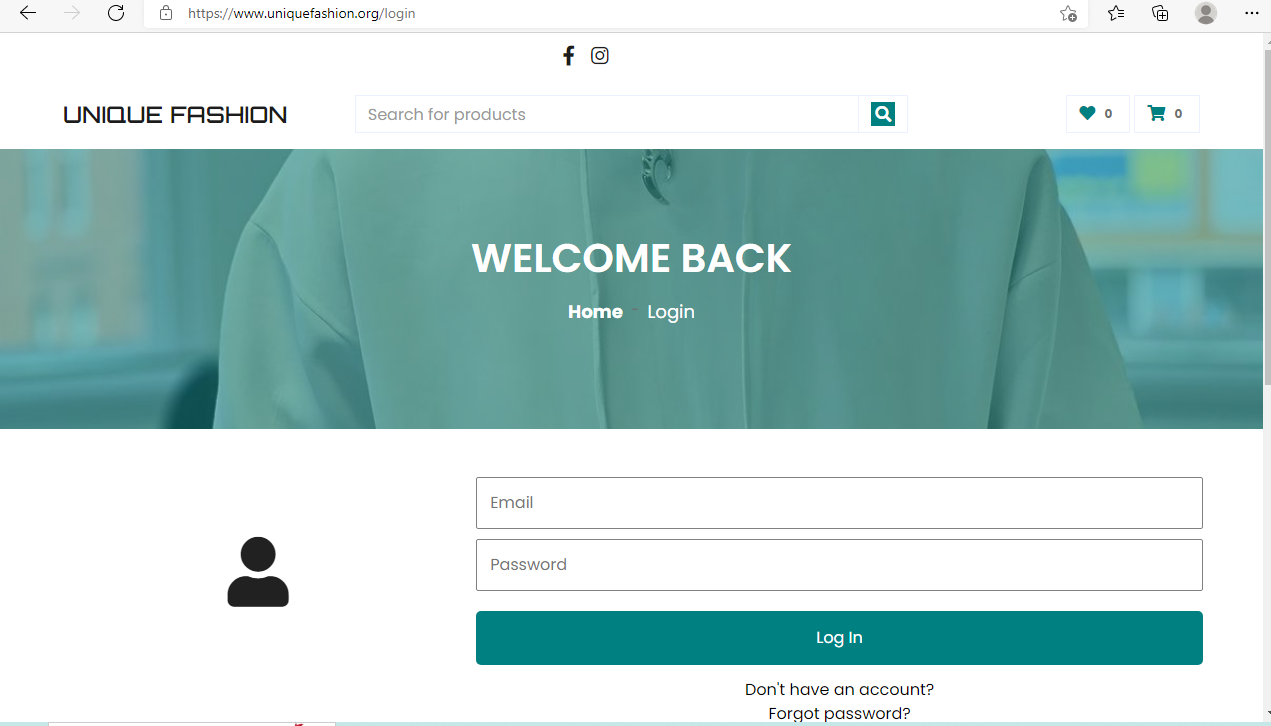 https://www.uniquefashion.org/login
UNIQUE FASHION
Search for products
0
0
WELCOME BACK
Home - Login
Email
Password
Log In
Don't have an account?
Forgot password?